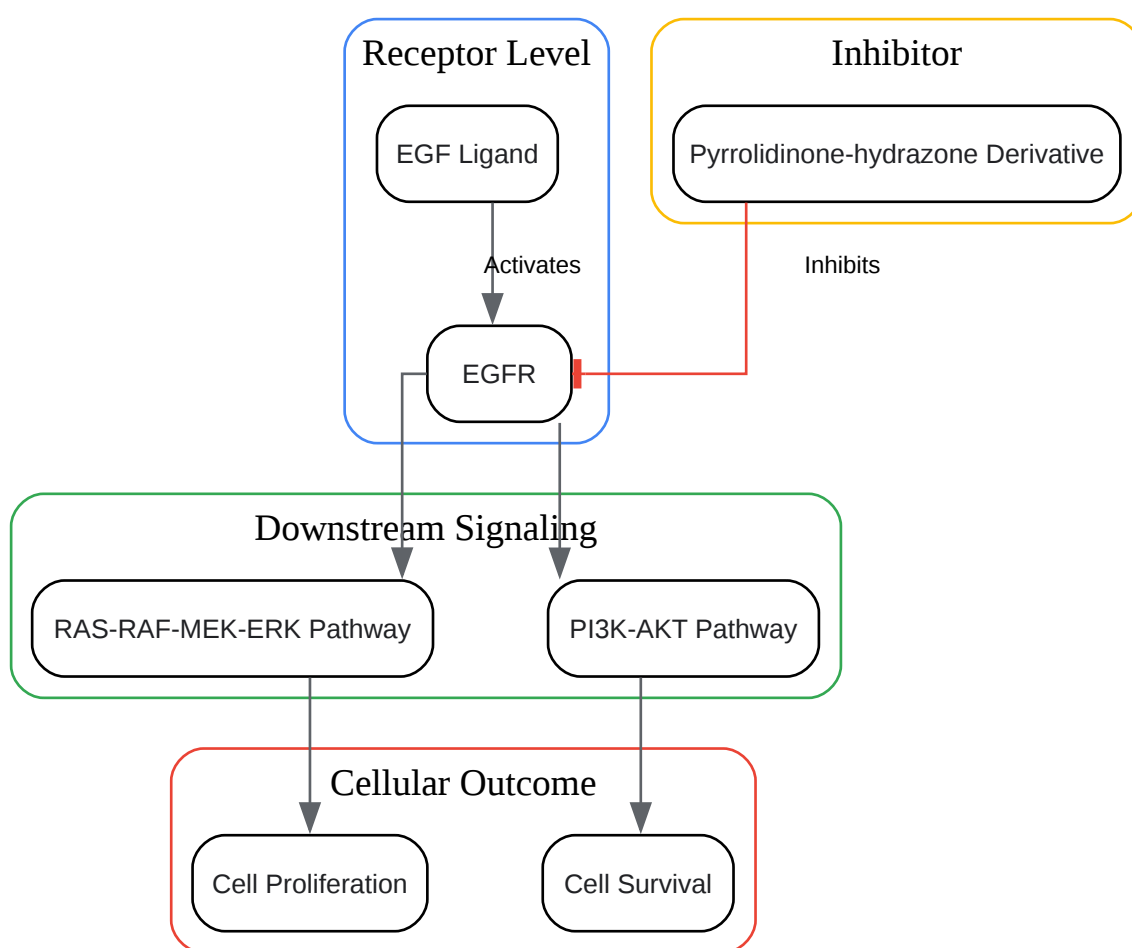 Receptor Level
Inhibitor
EGF Ligand
Pyrrolidinone-hydrazone Derivative
Activates
Inhibits
EGFR
Downstream Signaling
RAS-RAF-MEK-ERK Pathway
PI3K-AKT Pathway
Cellular Outcome
Cell Proliferation
Cell Survival